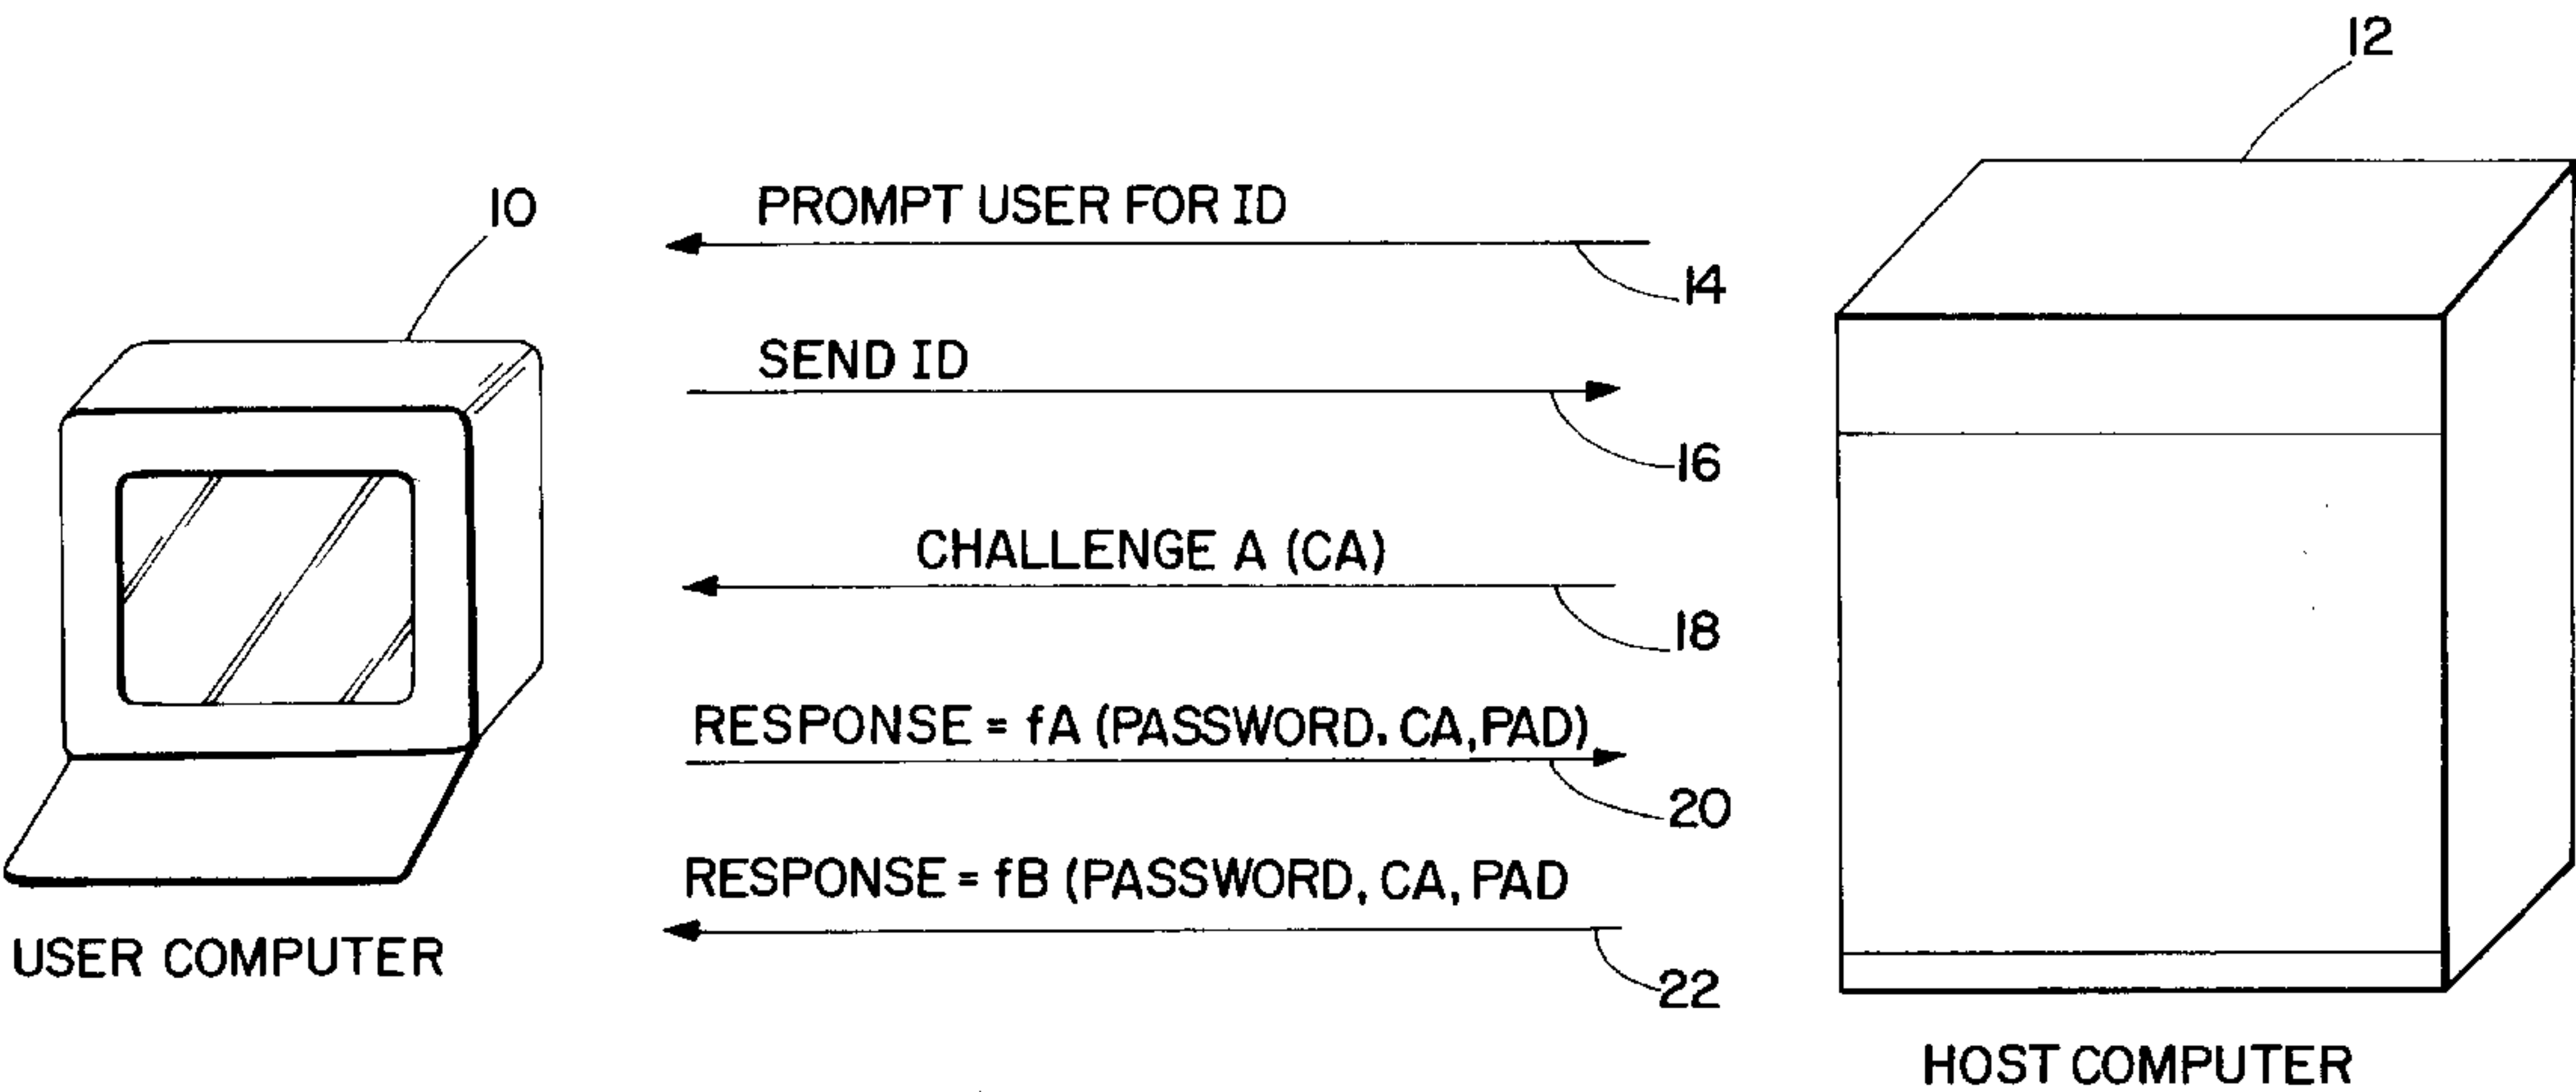 12
10
PROMPT USER FOR ID
14
SEND ID
16
CHALLENGE A (CA)
18
RESPONSE = fA (PASSWORD. CA,PAD)
20
RESPONSE = fB (PASSWORD, CA, PAD
22
USER COMPUTER
HOST COMPUTER